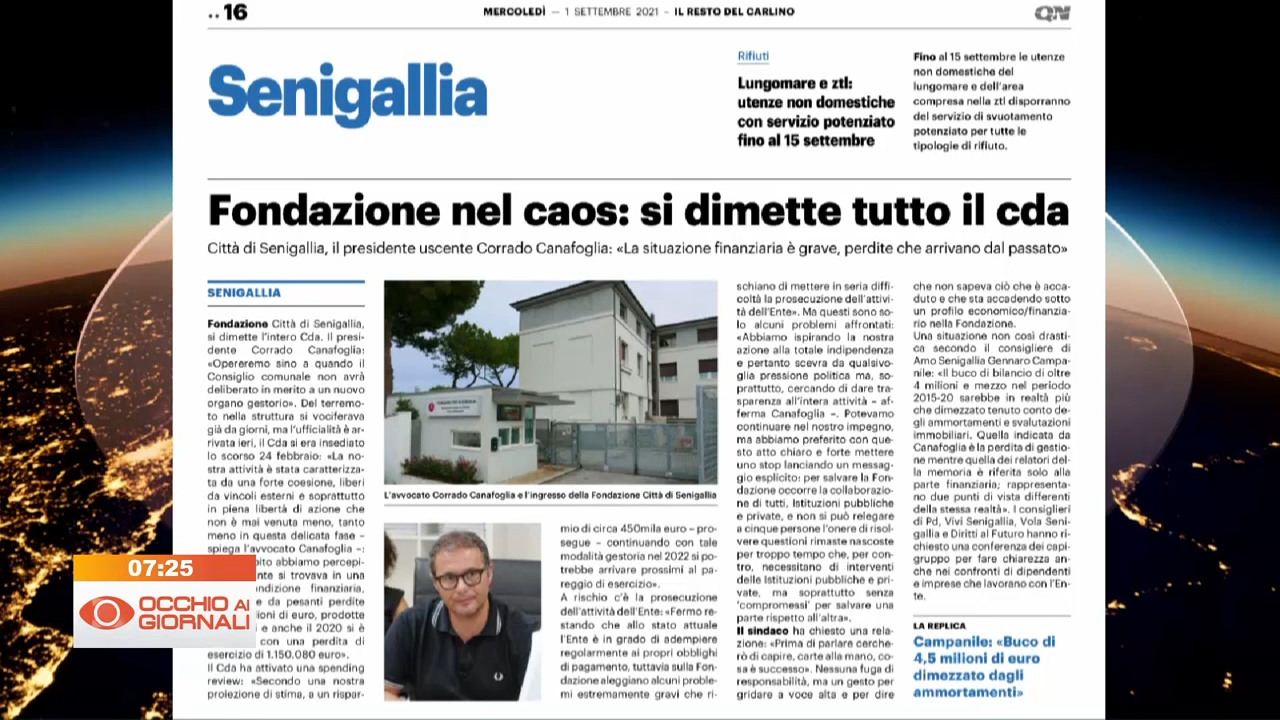 .. 16
MERCOLEDÌ — 1 SETTEMBRE 2021 – IL RESTO DEL CARLINO
QN
Senigallia
Rifiuti
Lungomare e ztl:
utenze non domestiche
con servizio potenziato
fino al 15 settembre
Fino al 15 settembre le utenze
non domestiche del
lungomare e dell'area
compresa nella ztl disporranno
del servizio di svuotamento
potenziato per tutte le
tipologie di rifiuto.
Fondazione nel caos: si dimette tutto il cda
Città di Senigallia, il presidente uscente Corrado Canafoglia: «La situazione finanziaria è grave, perdite che arrivano dal passato»
SENIGALLIA
Fondazione Città di Senigallia,
si dimette l'intero Cda. Il presi-
dente Corrado Canafoglia:
«Opereremo sino a quando il
Consiglio comunale non avrà
deliberato in merito a un nuovo
organo gestorio». Del terremo-
to nella struttura si vociferava
già da giorni, ma l'ufficialità è ar-
rivata ieri, il Cda si era insediato
lo scorso 24 febbraio: «La no-
stra attività è stata caratterizza-
ta da una forte coesione, liberi
da vincoli esterni e soprattutto
in piena libertà di azione che
non è mai venuta meno, tanto
meno in questa delicata fase –
spiega l'avvocato Canafoglia –:
bito abbiamo percepi-
nte si trovava in una
ndizione finanziaria,
e da pesanti perdite
ioni di euro, prodotte
i e anche il 2020 si è
con una perdita di
esercizio di 1.150.080 euro».
Il Cda ha attivato una spending
review: «Secondo una nostra
proiezione di stima, a un rispar-
L'avvocato Corrado Canafoglia e l'ingresso della Fondazione Città di Senigallia
mio di circa 450mila euro – pro-
segue – continuando con tale
modalità gestoria nel 2022 si po-
trebbe arrivare prossimi al pa-
reggio di esercizio».
A rischio c'è la prosecuzione
dell'attività dell'Ente: «Fermo re-
stando che allo stato attuale
l'Ente è in grado di adempiere
regolarmente ai propri obblighi
di pagamento, tuttavia sulla Fon-
dazione aleggiano alcuni proble-
mi estremamente gravi che ri-
schiano di mettere in seria diffi-
coltà la prosecuzione dell'attivi-
tà dell'Ente». Ma questi sono so-
lo alcuni problemi affrontati:
«Abbiamo ispirando la nostra
azione alla totale indipendenza
e pertanto scevra da qualsivo-
glia pressione politica ma, so-
prattutto, cercando di dare tra-
sparenza all'intera attività – af-
ferma Canafoglia –. Potevamo
continuare nel nostro impegno,
ma abbiamo preferito con que-
sto atto chiaro e forte mettere
uno stop lanciando un messag-
gio esplicito: per salvare la Fon-
dazione occorre la collaborazio-
ne di tutti, Istituzioni pubbliche
e private, e non si può relegare
a cinque persone l'onere di risol-
vere questioni rimaste nascoste
per troppo tempo che, per con-
tro, necessitano di interventi
delle Istituzioni pubbliche e pri-
vate, ma soprattutto senza
'compromessi' per salvare una
parte rispetto all'altra».
Il sindaco ha chiesto una rela-
zione: «Prima di parlare cerche-
rò di capire, carte alla mano, co-
sa è successo». Nessuna fuga di
responsabilità, ma un gesto per
gridare a voce alta e per dire
che non sapeva ciò che è acca-
duto e che sta accadendo sotto
un profilo economico/finanzia-
rio nella Fondazione.
Una situazione non così drasti-
ca secondo il consigliere di
Amo Senigallia Gennaro Campa-
nile: «Il buco di bilancio di oltre
4 milioni e mezzo nel periodo
2015-20 sarebbe in realtà più
che dimezzato tenuto conto de-
gli ammortamenti e svalutazioni
immobiliari. Quella indicata da
Canafoglia è la perdita di gestio-
ne mentre quella dei relatori del-
la memoria è riferita solo alla
parte finanziaria; rappresenta-
no due punti di vista differenti
della stessa realtà». I consiglieri
di Pd, Vivi Senigallia, Vola Seni-
gallia e Diritti al Futuro hanno ri-
chiesto una conferenza dei capi-
gruppo per fare chiarezza an-
che nei confronti di dipendenti
e imprese che lavorano con l'En-
te.
LA REPLICA
Campanile: «Buco di
4,5 milioni di euro
dimezzato dagli
ammortamenti»
07:25
OCCHIO AI
GIORNALI